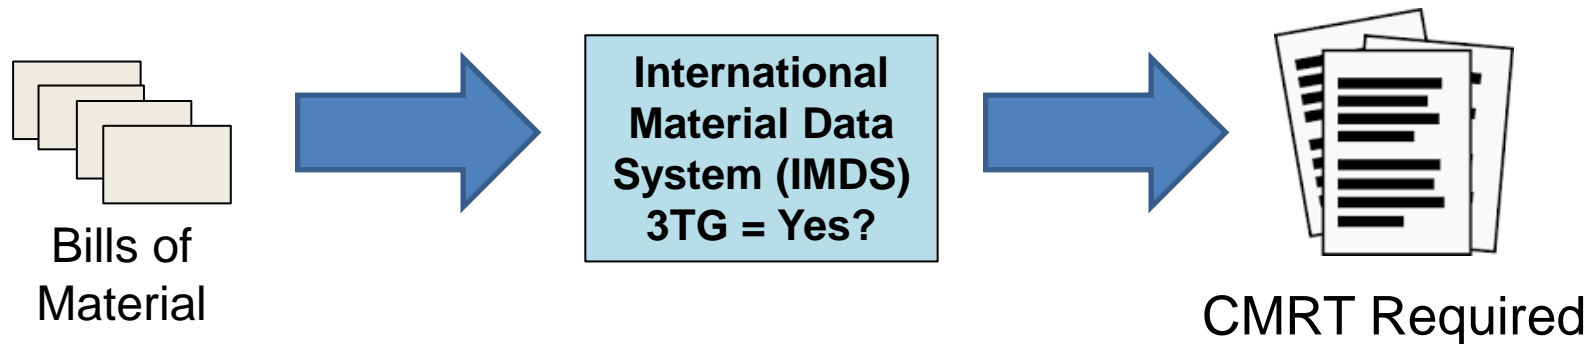 Bills of
Material
International
Material Data
System (IMDS)
3TG = Yes?
CMRT Required